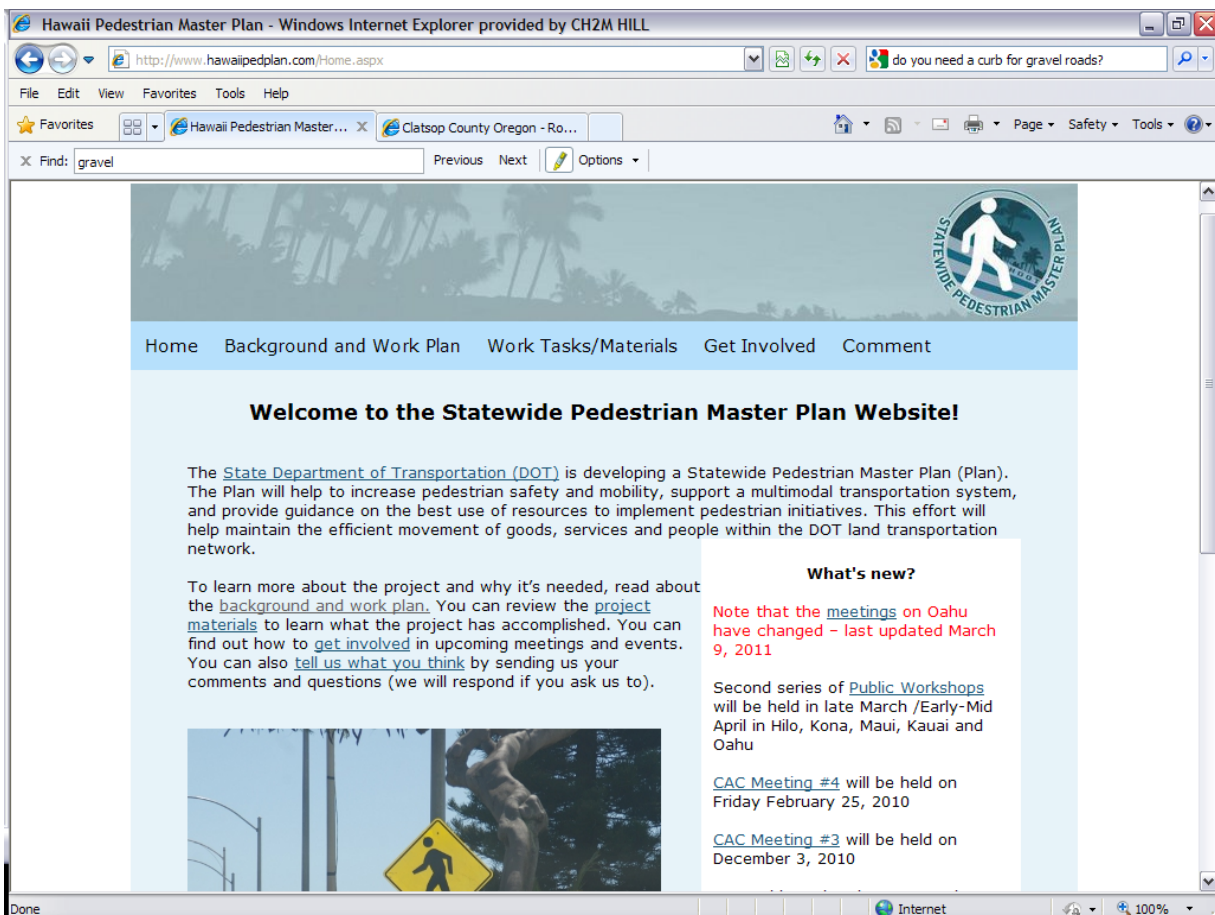 Hawaii Pedestrian Master Plan - Windows Internet Explorer provided by CH2M HILL
http://www.hawaiipedplan.com/Home.aspx
do you need a curb for gravel roads?
File Edit View Favorites Tools Help
Favorites
Hawaii Pedestrian Master...
Clatsop County Oregon - Ro...
Page Safety Tools
X Find: gravel Previous Next Options
STATEWIDE PEDESTRIAN MASTER PLAN
HDOT
Home Background and Work Plan Work Tasks/Materials Get Involved Comment
Welcome to the Statewide Pedestrian Master Plan Website!
The State Department of Transportation (DOT) is developing a Statewide Pedestrian Master Plan (Plan).
The Plan will help to increase pedestrian safety and mobility, support a multimodal transportation system,
and provide guidance on the best use of resources to implement pedestrian initiatives. This effort will
help maintain the efficient movement of goods, services and people within the DOT land transportation
network.
To learn more about the project and why it's needed, read about
the background and work plan. You can review the project
materials to learn what the project has accomplished. You can
find out how to get involved in upcoming meetings and events.
You can also tell us what you think by sending us your
comments and questions (we will respond if you ask us to).
What's new?
Note that the meetings on Oahu
have changed – last updated March
9, 2011
Second series of Public Workshops
will be held in late March /Early-Mid
April in Hilo, Kona, Maui, Kauai and
Oahu
CAC Meeting #4 will be held on
Friday February 25, 2010
CAC Meeting #3 will be held on
December 3, 2010
Done
Internet
100%